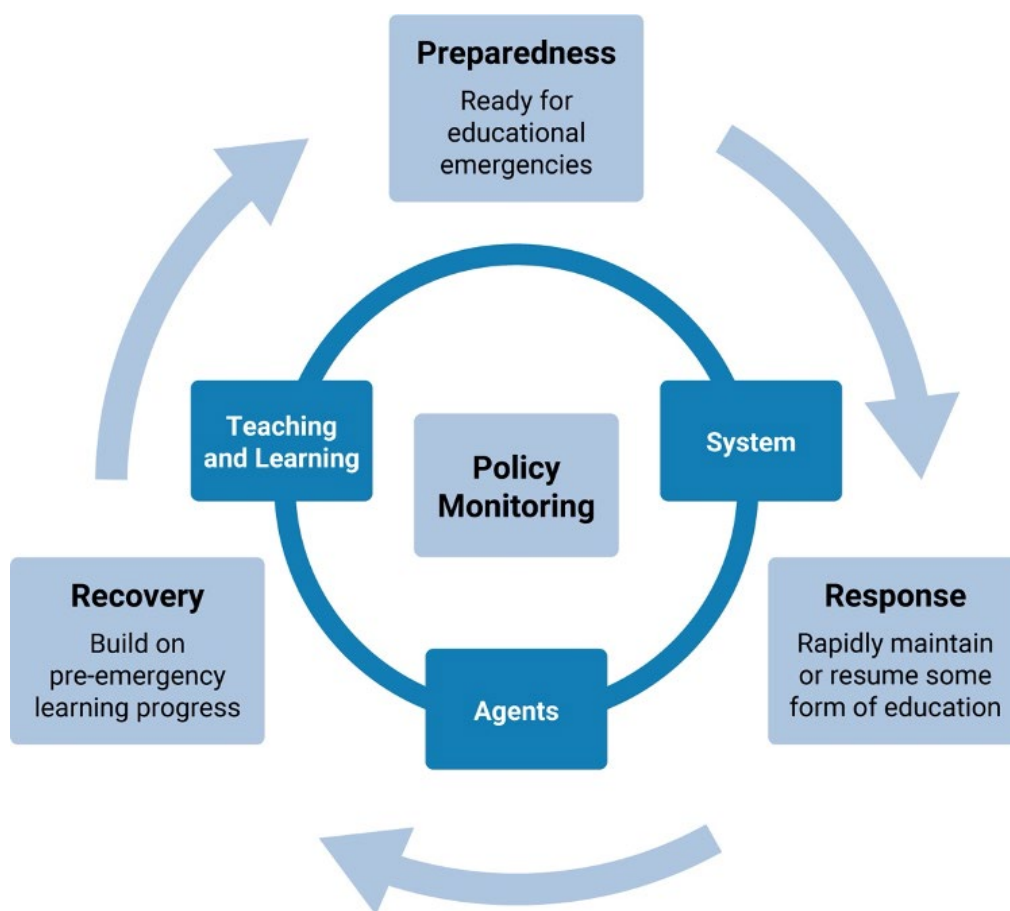 Preparedness
Ready for
educational
emergencies
Teaching
and Learning
System
Policy
Monitoring
Recovery
Build on
pre-emergency
learning progress
Response
Rapidly maintain
or resume some
form of education
Agents